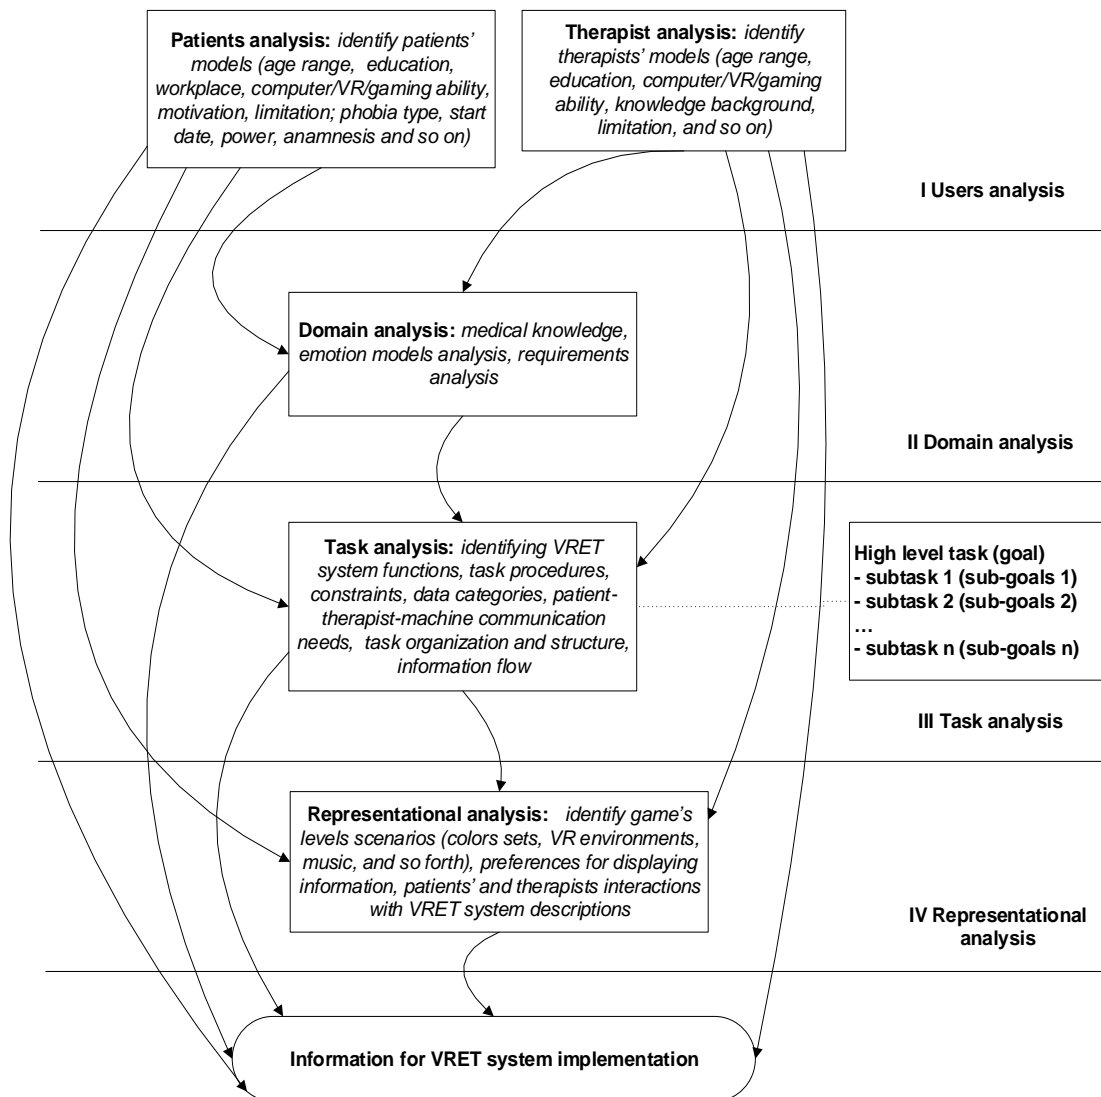 Patients analysis: identify patients'
models (age range, education,
workplace, computer/VR/gaming ability,
motivation, limitation; phobia type, start
date, power, anamnesis and so on)
Therapist analysis: identify
therapists' models (age range,
education, computer/VR/gaming
ability, knowledge background,
limitation, and so on)
I Users analysis
Domain analysis: medical knowledge,
emotion models analysis, requirements
analysis
II Domain analysis
Task analysis: identifying VRET
system functions, task procedures,
constraints, data categories, patient-
therapist-machine communication
needs, task organization and structure,
information flow
High level task (goal)
- subtask 1 (sub-goals 1)
- subtask 2 (sub-goals 2)
…
- subtask n (sub-goals n)
III Task analysis
Representational analysis: identify game's
levels scenarios (colors sets, VR environments,
music, and so forth), preferences for displaying
information, patients' and therapists interactions
with VRET system descriptions
IV Representational
analysis
Information for VRET system implementation